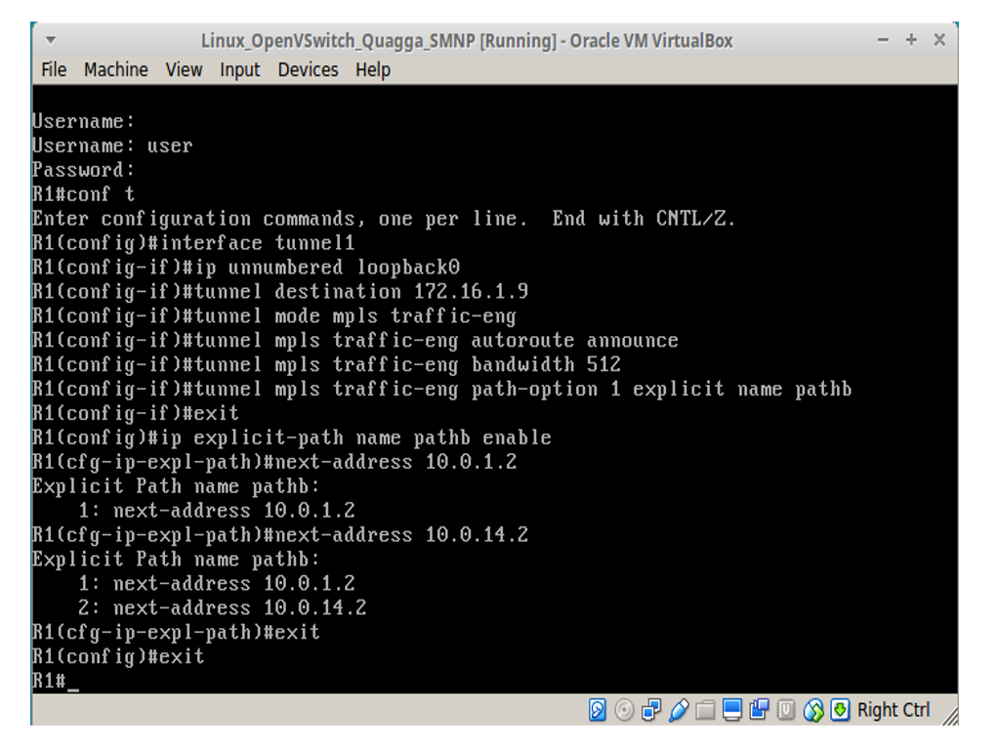 Linux_OpenVSwitch_Quagga_SMNP [Running] - Oracle VM VirtualBox
File Machine View Input Devices Help
Username:
Username: user
Password:
R1#conf t
Enter configuration commands, one per line.  End with CNTL/Z.
R1(config)#interface tunnel1
R1(config-if)#ip unnumbered loopback0
R1(config-if)#tunnel destination 172.16.1.9
R1(config-if)#tunnel mode mpls traffic-eng
R1(config-if)#tunnel mpls traffic-eng autoroute announce
R1(config-if)#tunnel mpls traffic-eng bandwidth 512
R1(config-if)#tunnel mpls traffic-eng path-option 1 explicit name pathb
R1(config-if)#exit
R1(config)#ip explicit-path name pathb enable
R1(cfg-ip-expl-path)#next-address 10.0.1.2
Explicit Path name pathb:
    1: next-address 10.0.1.2
R1(cfg-ip-expl-path)#next-address 10.0.14.2
Explicit Path name pathb:
    1: next-address 10.0.1.2
    2: next-address 10.0.14.2
R1(cfg-ip-expl-path)#exit
R1(config)#exit
R1#_
Right Ctrl